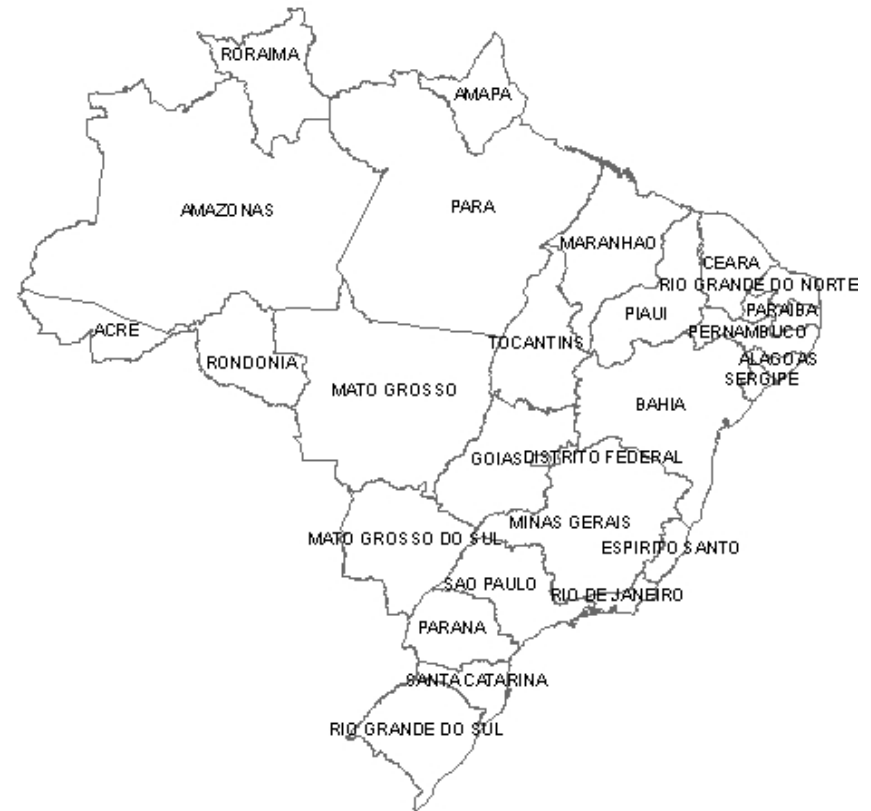 RORAIMA
AMAPA
AMAZONAS
PARA
MARANHAO
CEARA
RIO GRANDE DO NORTE
PIAUI
PARAIBA
PERNAMBUCO
ACRE
RONDONIA
TOCANTINS
ALAGOAS
SERGIPE
MATO GROSSO
BAHIA
GOIAS
DISTRITO FEDERAL
MINAS GERAIS
MATO GROSSO DO SUL
ESPIRITO SANTO
SAO PAULO
RIO DE JANEIRO
PARANA
SANTA CATARINA
RIO GRANDE DO SUL